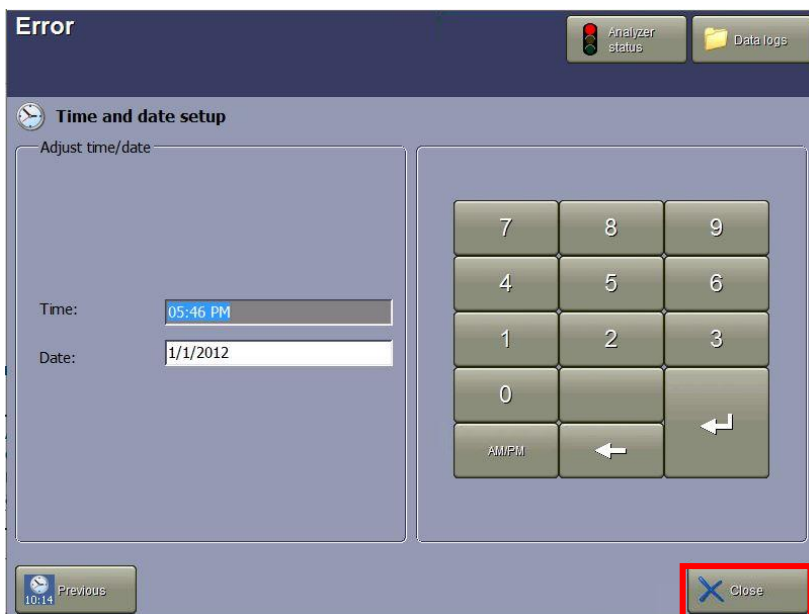 Error
Analyzer
status
Data logs
Time and date setup
Adjust time/date
7 8 9
4 5 6
Time: 05:46 PM
1 2 3
Date: 1/1/2012
0
AM/PM
10:14 Previous
Close